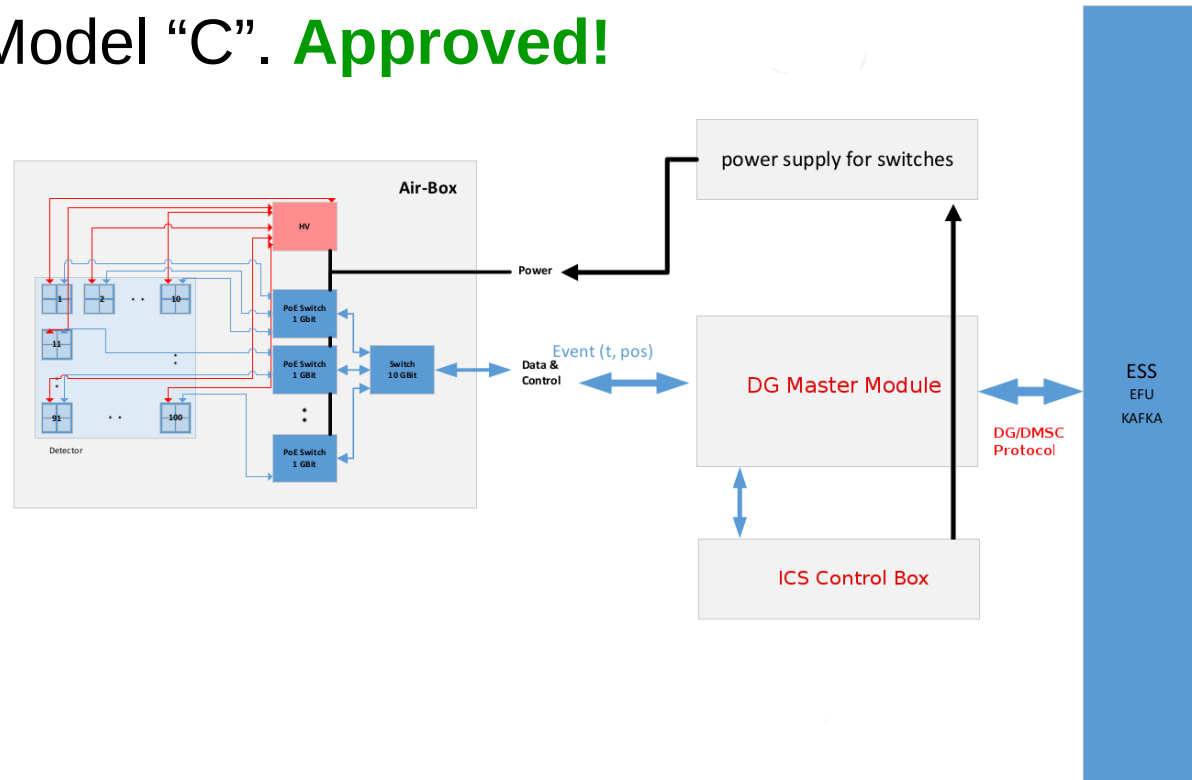 Model “C”. Approved!
power supply for switches
Air-Box
HV
1
2
. .
10
PoE Switch
1 Gbit
11
PoE Switch
1 GBit
Switch
10 GBit
91
. .
100
PoE Switch
1 GBit
Detector
Power
Event (t, pos)
Data &
Control
DG Master Module
DG/DMSC
Protocol
ICS Control Box
ESS
EFU
KAFKA